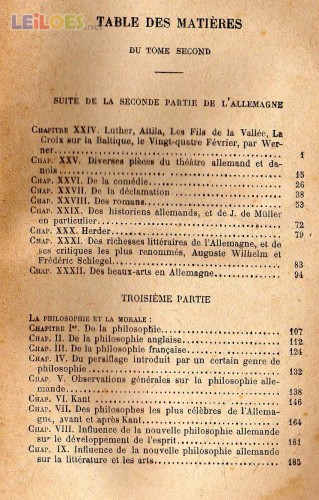 LEiLOES.net
TABLE DES MATIÈRES
DU TOME SECOND
SUITE DE LA SECONDE PARTIE DE L'ALLEMAGNE
CHAPITRE XXIV. Luther, Attila, Les Fils de la Vallée, La
Croix sur la Baltique, le Vingt-quatre Février, par Wer-
ner ........ 1
CHAP. XXV. Diverses pièces du théâtre allemand et da-
nois ........ 15
CHAP. XXVI. De la comédie ........ 26
CHAP. XXVII. De la déclamation ........ 38
CHAP. XXVIII. Des romans ........ 53
CHAP. XXIX. Des historiens allemands, et de J. de Müller
en particulier ........ 72
CHAP. XXX. Herder ........ 79
CHAP. XXXI. Des richesses littéraires de l'Allemagne, et de
ses critiques les plus renommés, Auguste Wilhelm et
Frédéric Schlegel ........ 83
CHAP. XXXII. Des beaux-arts en Allemagne ........ 94
TROISIÈME PARTIE
LA PHILOSOPHIE ET LA MORALE :
CHAPITRE Ier. De la philosophie ........ 107
CHAP. II. De la philosophie anglaise ........ 112
CHAP. III. De la philosophie française ........ 124
CHAP. IV. Du persiflage introduit par un certain genre de
philosophie ........ 132
CHAP. V. Observations générales sur la philosophie alle-
mande ........ 138
CHAP. VI. Kant ........ 146
CHAP. VII. Des philosophes les plus célèbres de l'Allema-
gne, avant et après Kant ........ 164
CHAP. VIII. Influence de la nouvelle philosophie allemande
sur le développement de l'esprit ........ 181
CHAP. IX. Influence de la nouvelle philosophie allemande
sur la littérature et les arts ........ 185